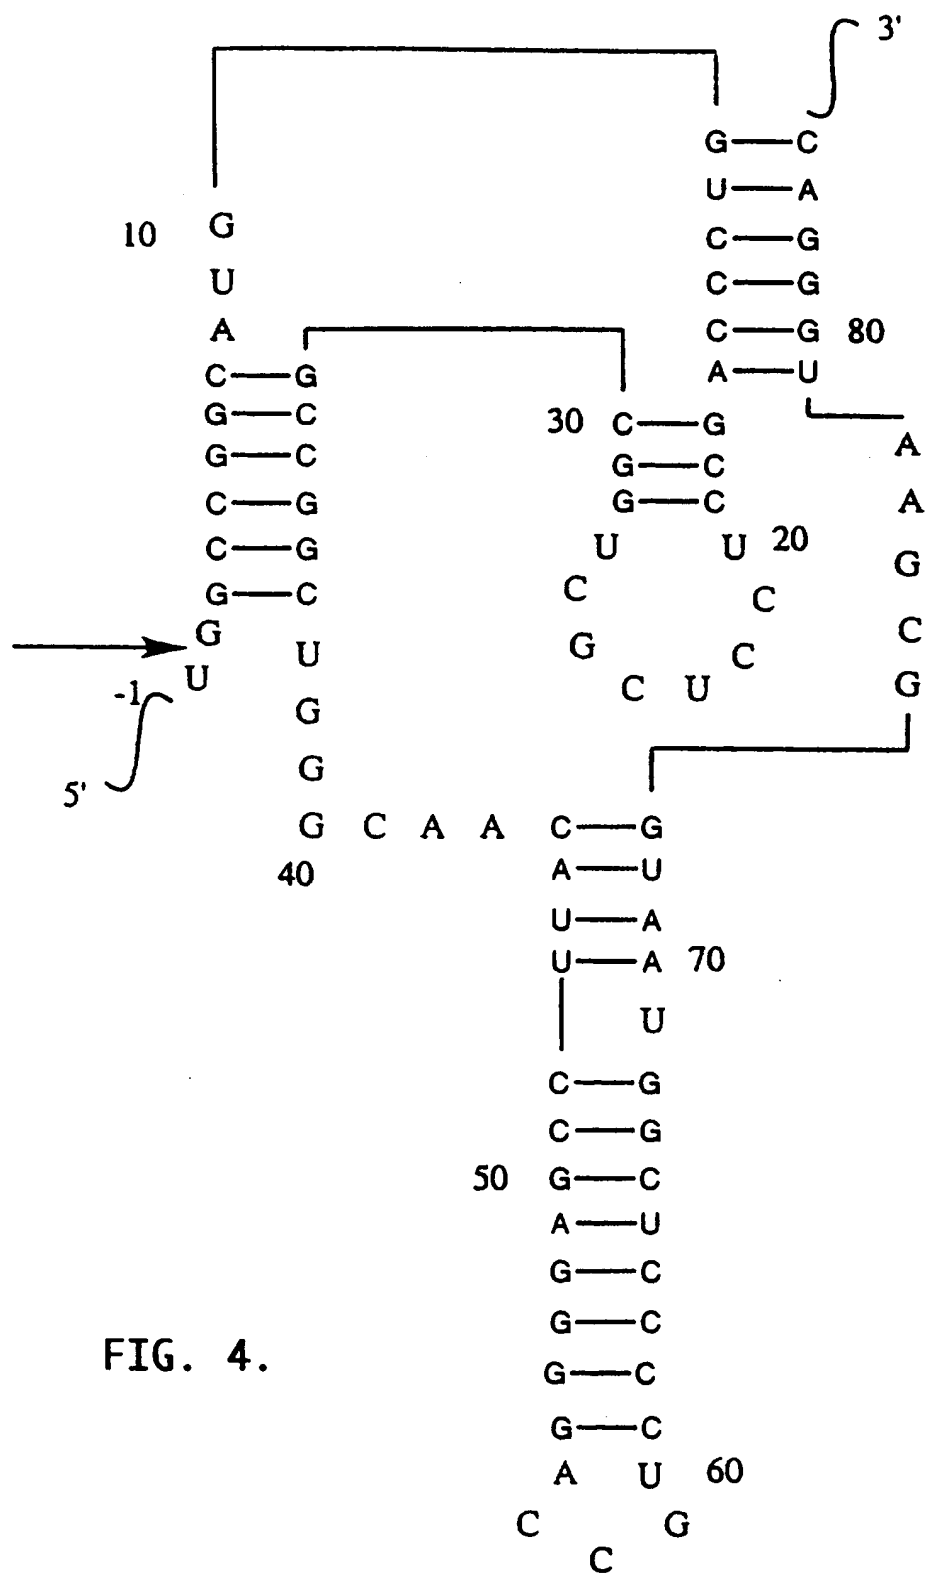 3'
G C
U A
10 G C G
U C G
A C G 80
C G A U
G C 30 C G A
G C G C A
C G G C G
C G U U 20 C
G C C C G
G U G C
U G C U
-1
5' G
G C A A C G
40 A U
U A
U A 70
U
C G
C G
50 G C
A U
G C
G C
G C
G C
A U 60
C G
C
FIG. 4.